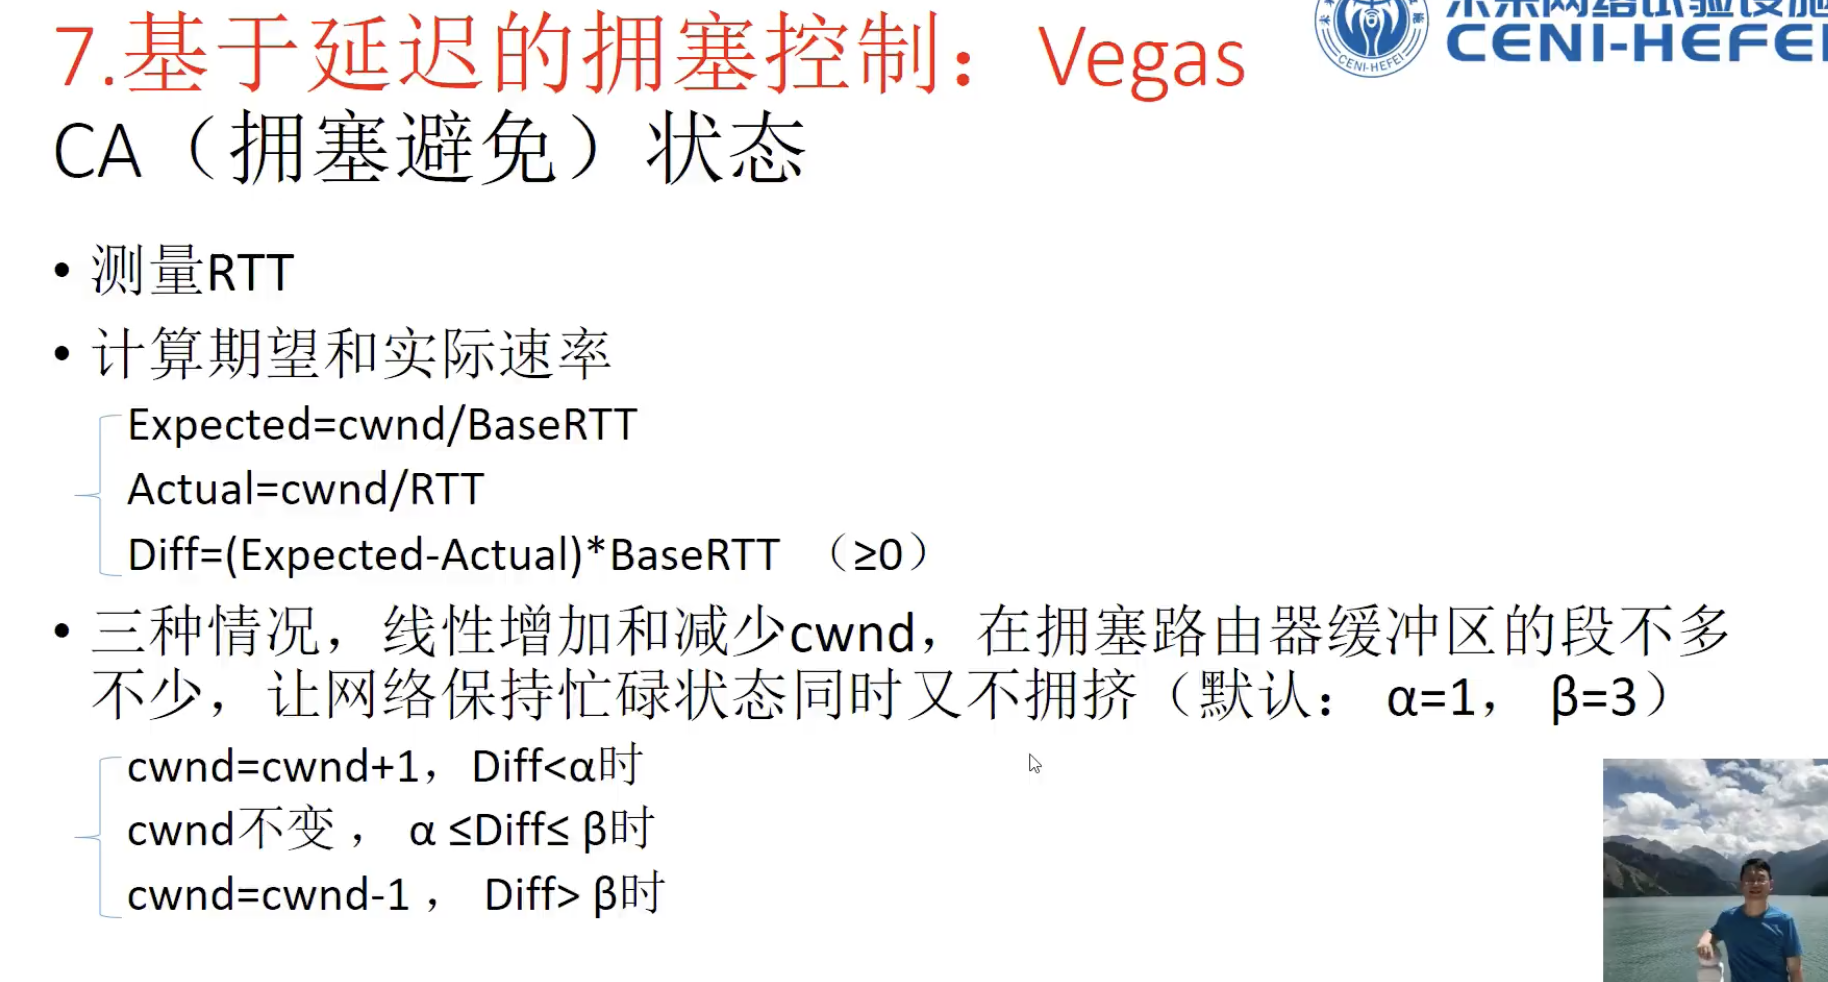 7.基于延迟的拥塞控制： Vegas
CENI-HEFEI
CENI-HEFEI
CA（拥塞避免）状态
• 测量RTT
• 计算期望和实际速率
Expected=cwnd/BaseRTT
Actual=cwnd/RTT
Diff=(Expected-Actual)*BaseRTT （≥0）
• 三种情况，线性增加和减少cwnd，在拥塞路由器缓冲区的段不多
不少，让网络保持忙碌状态同时又不拥挤（默认： α=1， β=3）
cwnd=cwnd+1，Diff<α时
cwnd不变 ， α ≤Diff≤ β时
cwnd=cwnd-1 ， Diff> β时